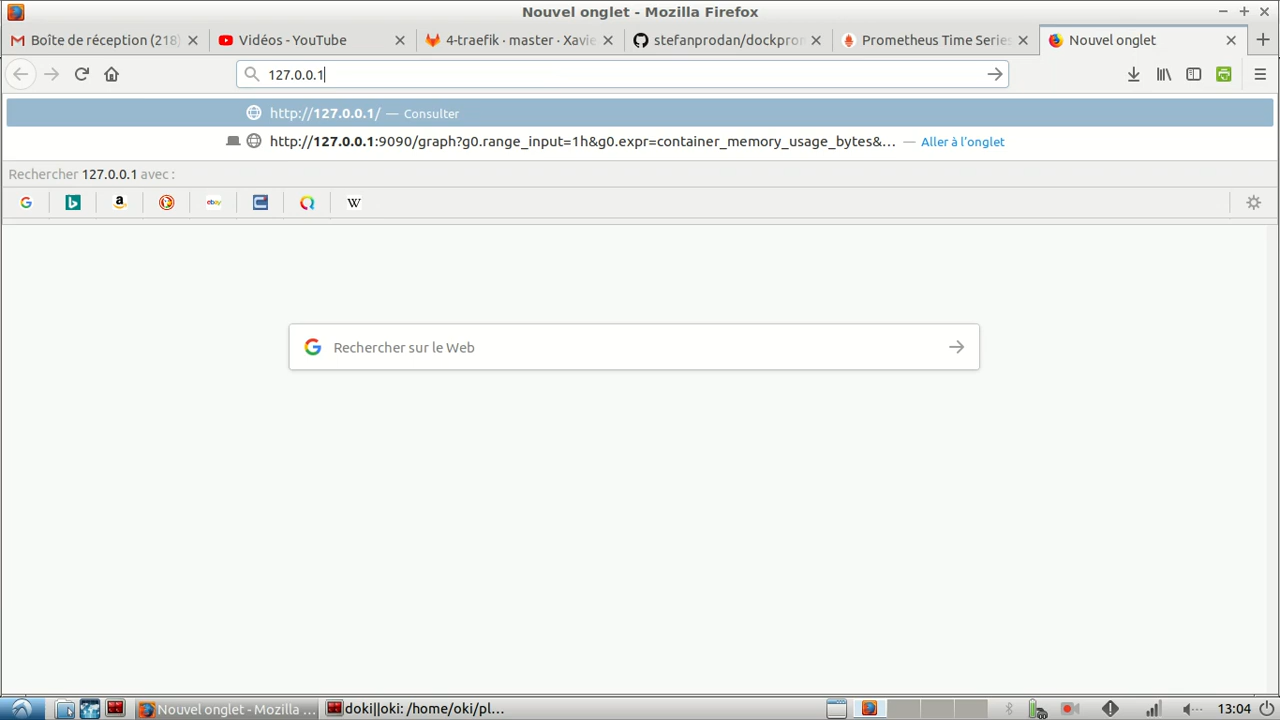 Nouvel onglet - Mozilla Firefox
Boîte de réception (218)
Vidéos - YouTube
4-traefik · master · Xavie
stefanprodan/dockprom
Prometheus Time Series
Nouvel onglet
127.0.0.1
http://127.0.0.1/ — Consulter
http://127.0.0.1:9090/graph?g0.range_input=1h&g0.expr=container_memory_usage_bytes&... — Aller à l'onglet
Rechercher 127.0.0.1 avec :
ebay
W
Rechercher sur le Web
Nouvel onglet - Mozilla ...
doki||oki: /home/oki/pl...
13:04